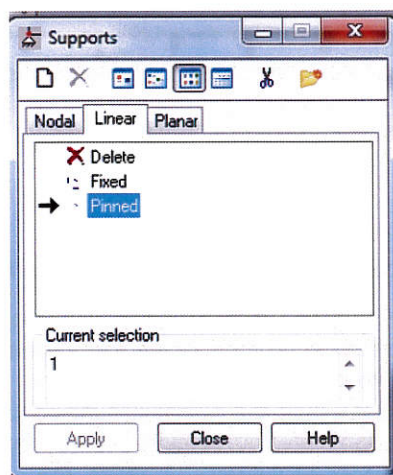 Supports
Nodal Linear Planar
Delete
Fixed
Pinned
Current selection
1
Apply Close Help